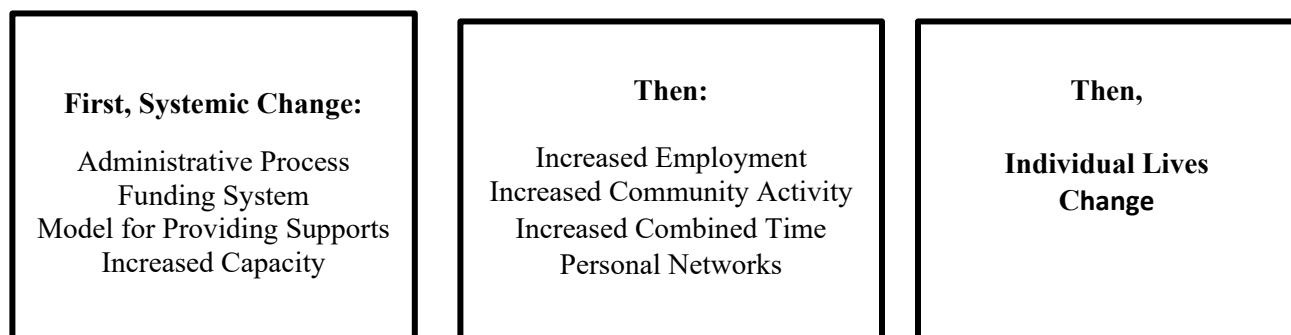 First, Systemic Change:
Administrative Process
Funding System
Model for Providing Supports
Increased Capacity
Then:
Increased Employment
Increased Community Activity
Increased Combined Time
Personal Networks
Then,
Individual Lives
Change